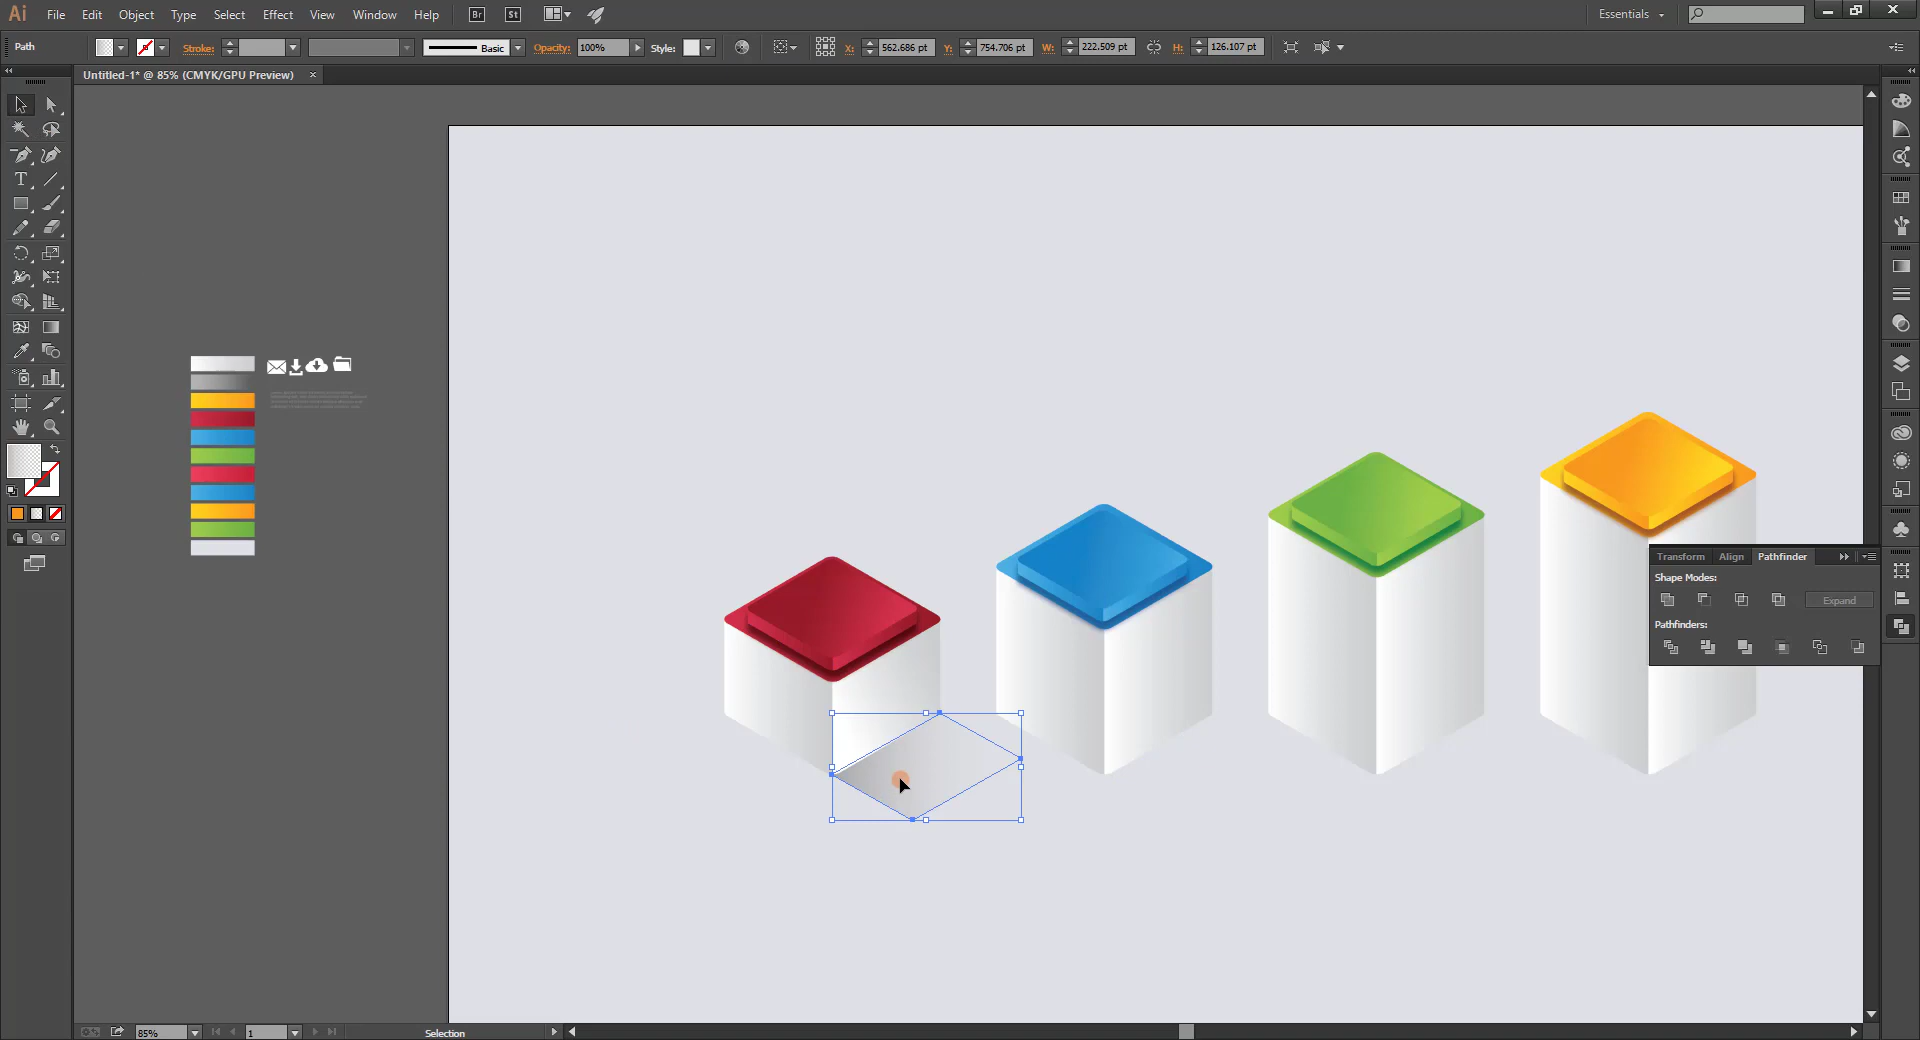 Ai File Edit Object Type Select Effect View Window Help Br St Essentials
Path Stroke: Basic Opacity: 100% Style: X: 562.686 pt Y: 754.706 pt W: 222.509 pt H: 126.107 pt
Untitled-1* @ 85% (CMYK/GPU Preview)
Transform Align Pathfinder
Shape Modes:
Expand
Pathfinders:
85% 1 Selection